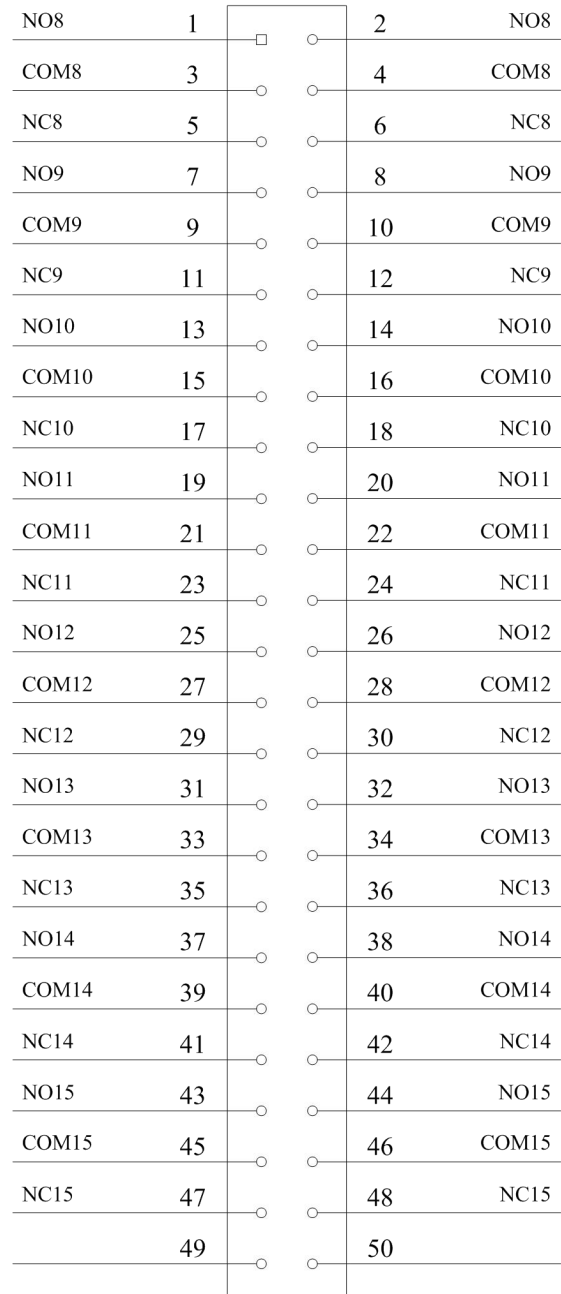 NO8 1 2 NO8
COM8 3 4 COM8
NC8 5 6 NC8
NO9 7 8 NO9
COM9 9 10 COM9
NC9 11 12 NC9
NO10 13 14 NO10
COM10 15 16 COM10
NC10 17 18 NC10
NO11 19 20 NO11
COM11 21 22 COM11
NC11 23 24 NC11
NO12 25 26 NO12
COM12 27 28 COM12
NC12 29 30 NC12
NO13 31 32 NO13
COM13 33 34 COM13
NC13 35 36 NC13
NO14 37 38 NO14
COM14 39 40 COM14
NC14 41 42 NC14
NO15 43 44 NO15
COM15 45 46 COM15
NC15 47 48 NC15
49 50